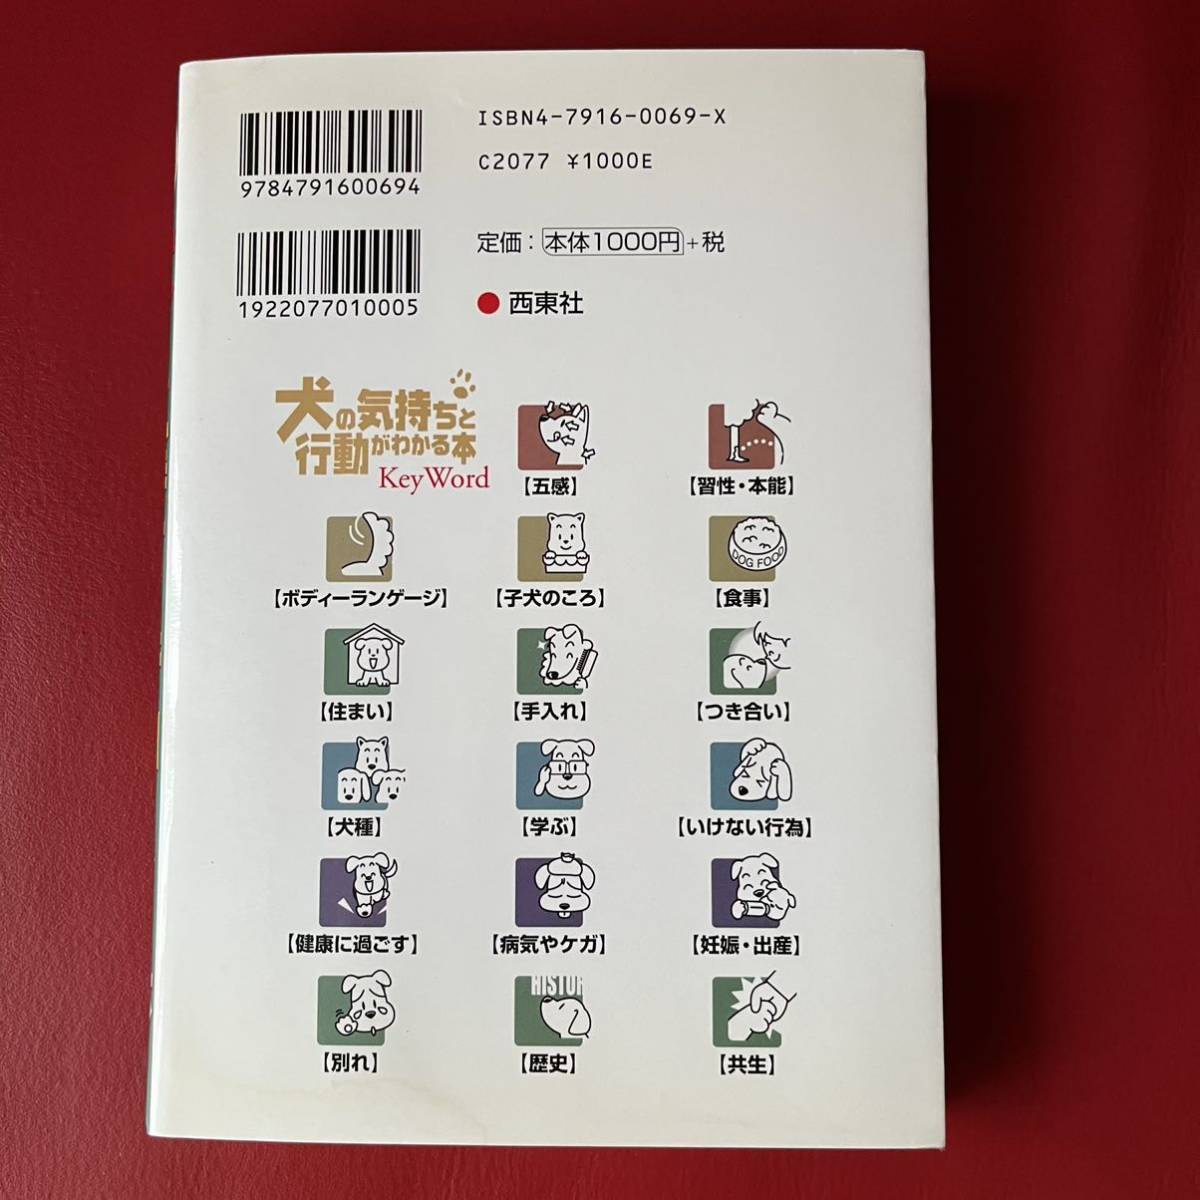 ISBN4-7916-0069-X
C2077 ¥1000E
9784791600694
定価：本体1000円+税
1922077010005
● 西東社
犬の気持ちと
行動がわかる本
KeyWord
【五感】
【習性・本能】
DOG FOOD
【ボディーランゲージ】
【子犬のころ】
【食事】
【住まい】
【手入れ】
【つき合い】
【犬種】
【学ぶ】
【いけない行為】
【健康に過ごす】
【病気やケガ】
【妊娠・出産】
HISTOR
【別れ】
【歴史】
【共生】